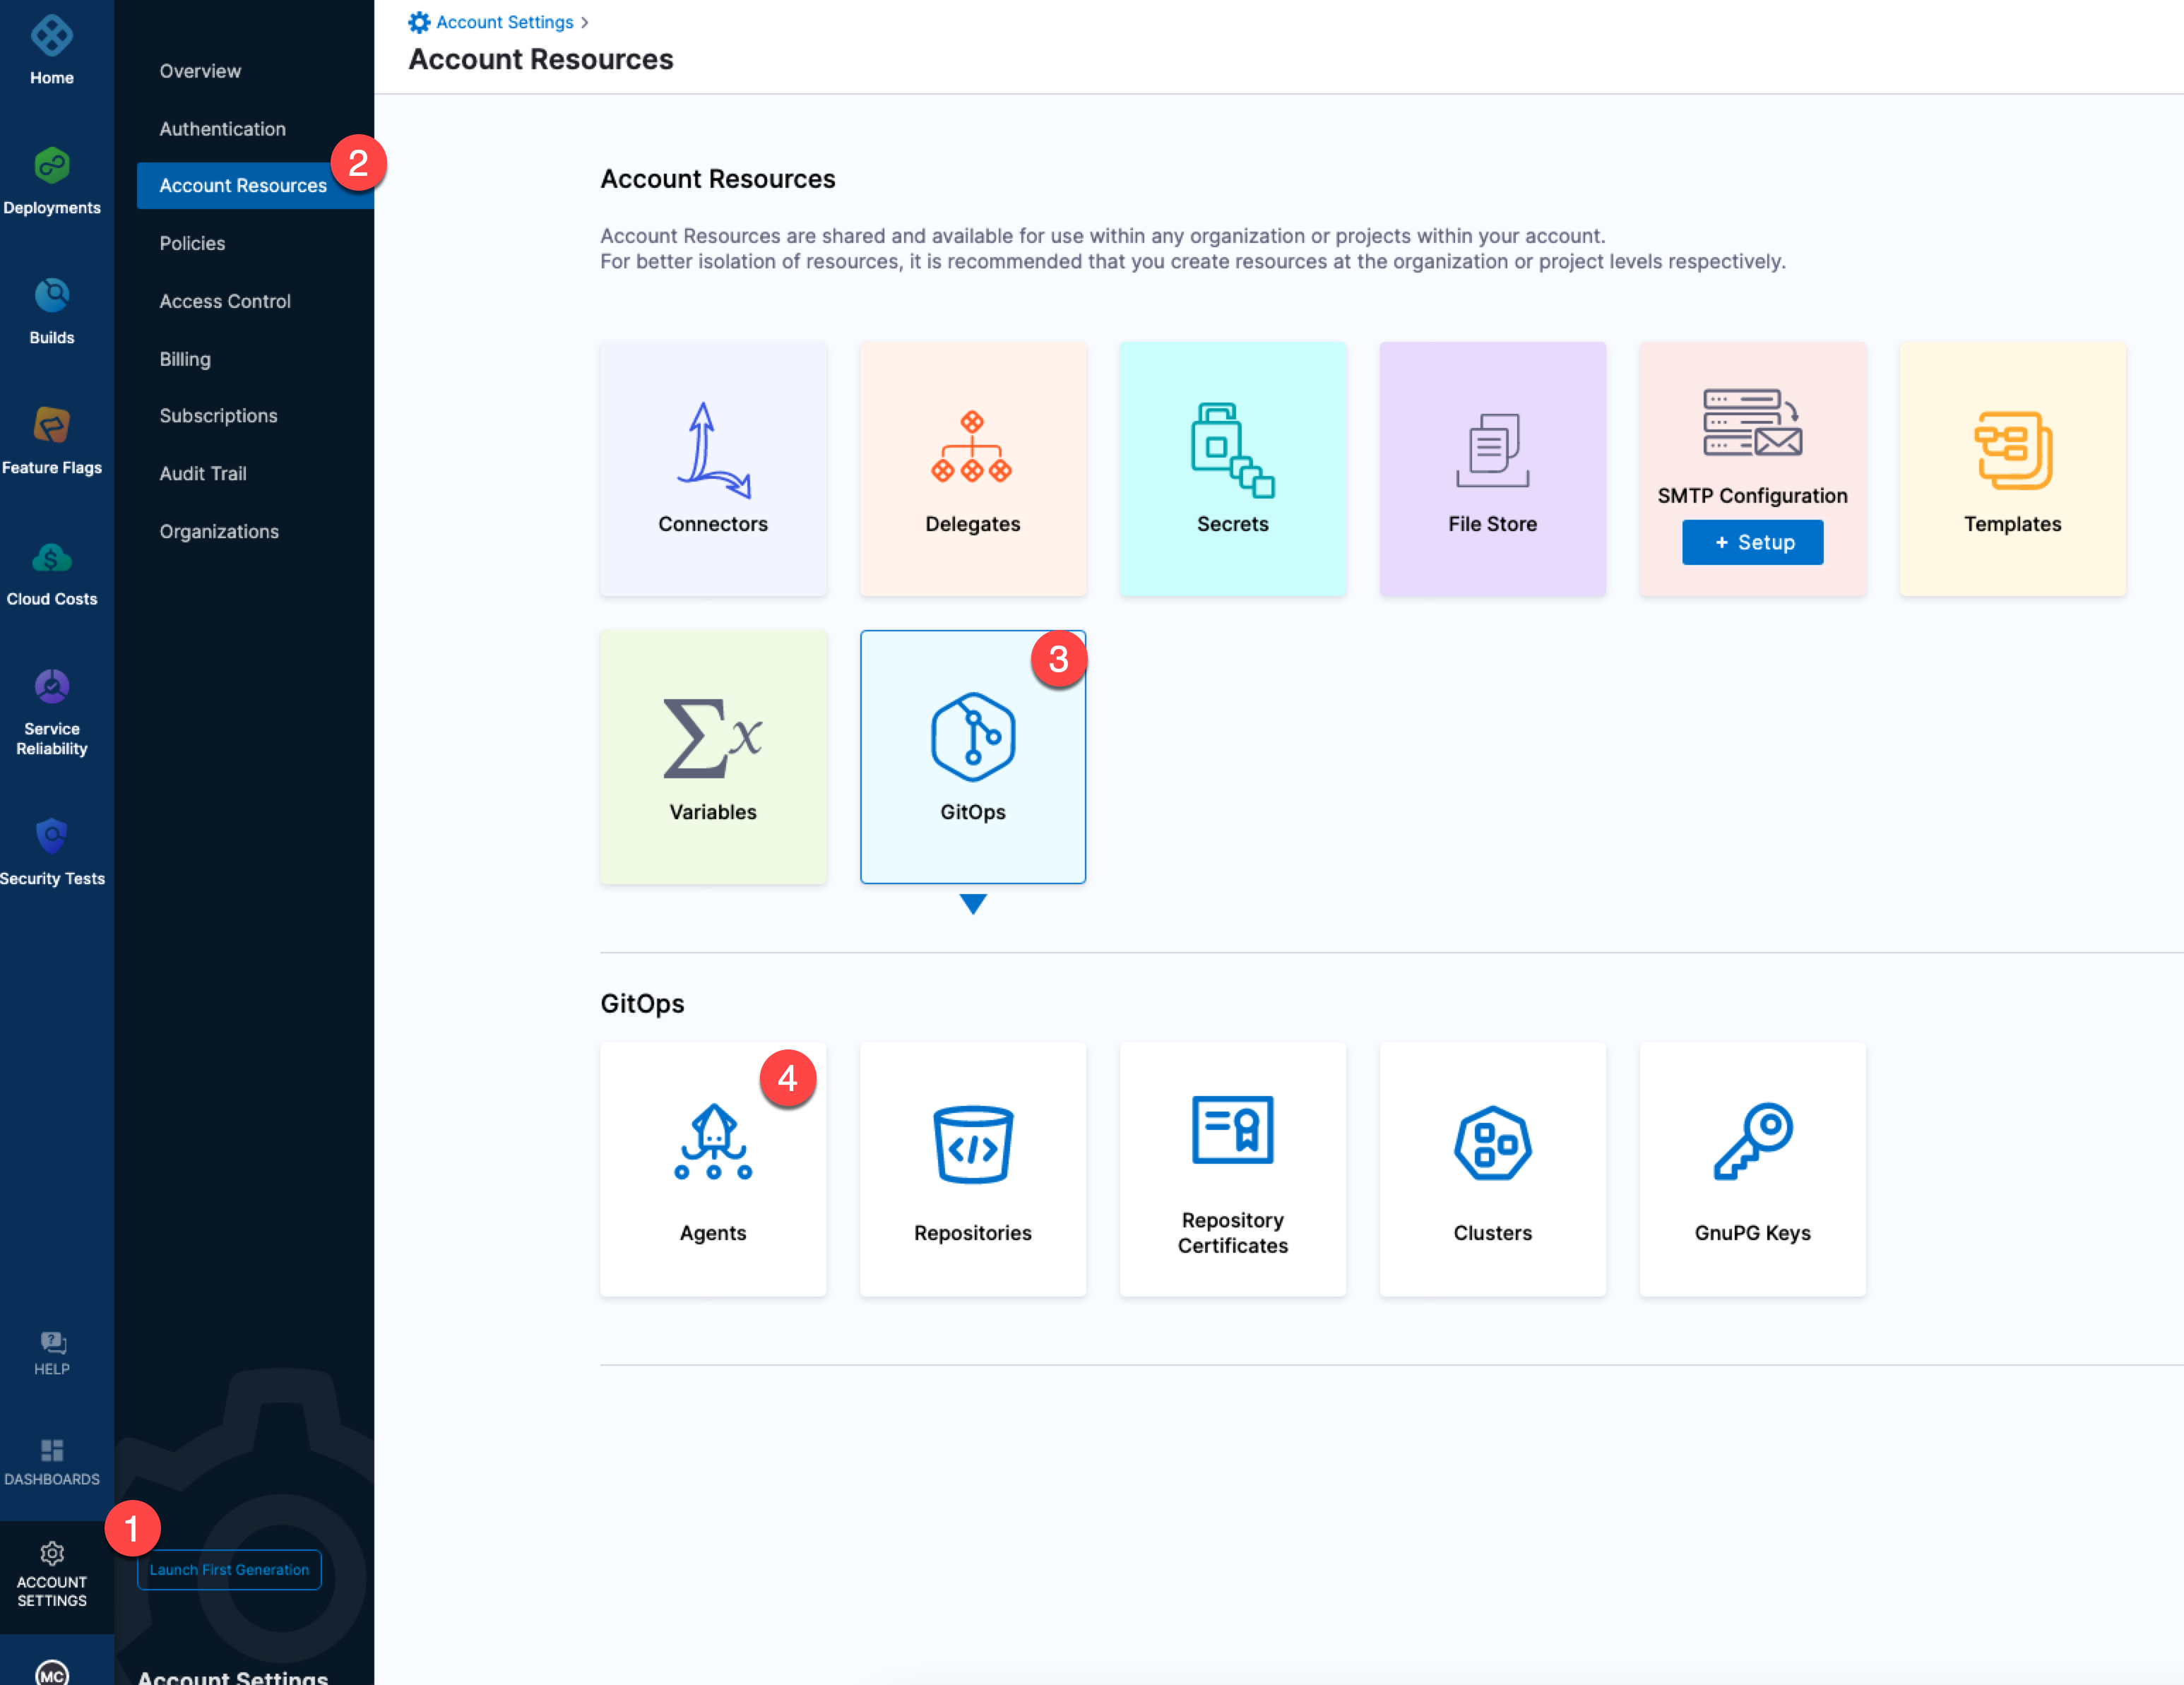 Home
Deployments
Builds
Feature Flags
Cloud Costs
Service
Reliability
Security Tests
HELP
DASHBOARDS
1
ACCOUNT
SETTINGS
MC
Overview
Authentication
Account Resources
2
Policies
Access Control
Billing
Subscriptions
Audit Trail
Organizations
Launch First Generation
Account Settings
Account Settings >
Account Resources
Account Resources
Account Resources are shared and available for use within any organization or projects within your account.
For better isolation of resources, it is recommended that you create resources at the organization or project levels respectively.
Connectors
Delegates
Secrets
File Store
SMTP Configuration
+ Setup
Templates
Σx
Variables
3
GitOps
GitOps
4
Agents
</>
Repositories
Repository
Certificates
Clusters
GnuPG Keys